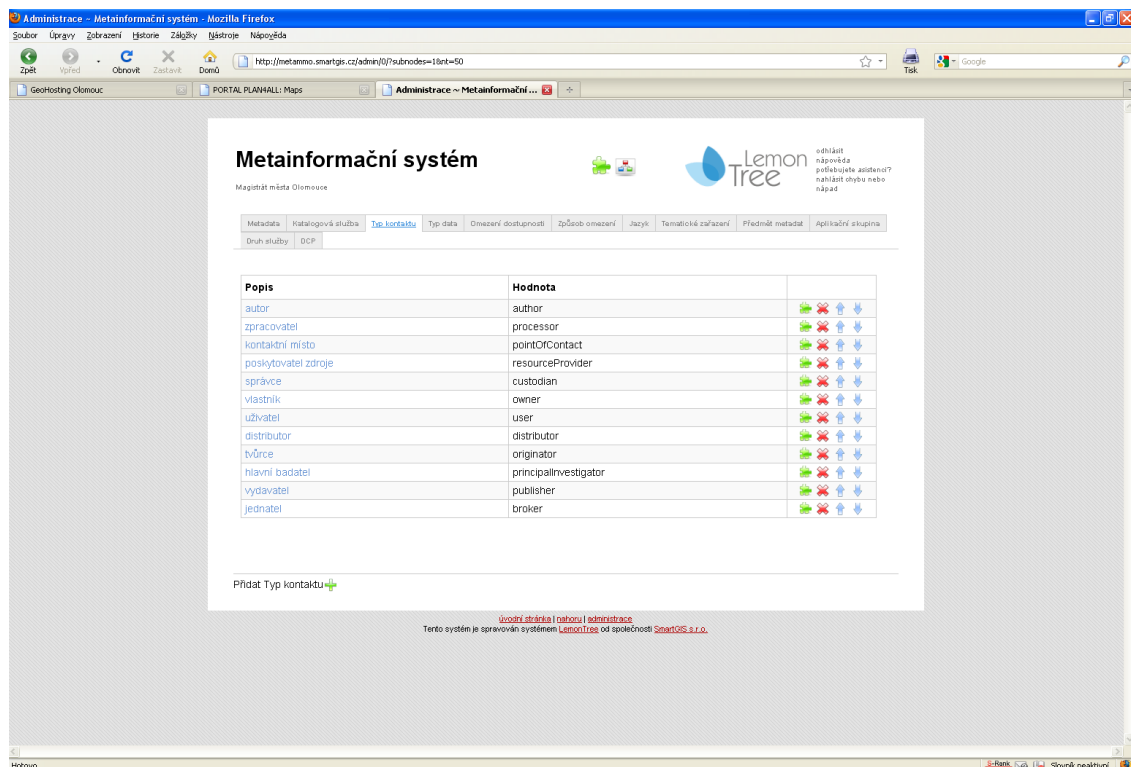 Administrace ~ Metainformační systém - Mozilla Firefox
Soubor Úpravy Zobrazení Historie Záložky Nástroje Nápověda
Zpět Vpřed Obnovit Zastavit Domů http://metammo.smartgis.cz/admin/0/?subnodes=1&nt=50 Tisk Google
GeoHosting Olomouc PORTAL PLAN4ALL: Maps Administrace ~ Metainformační ...
Metainformační systém
Magistrát města Olomouce
Lemon
Tree
odhlásit
nápověda
potřebujete asistenci?
nahlásit chybu nebo
nápad
Metadata Katalogová služba Typ kontaktu Typ data Omezení dostupnosti Způsob omezení Jazyk Tematické zařazení Předmět metadat Aplikační skupina
Druh služby DCP
Popis Hodnota
autor author
zpracovatel processor
kontaktní místo pointOfContact
poskytovatel zdroje resourceProvider
správce custodian
vlastník owner
uživatel user
distributor distributor
tvůrce originator
hlavní badatel principalInvestigator
vydavatel publisher
jednatel broker
Přidat Typ kontaktu
úvodní stránka | nahoru | administrace
Tento systém je spravován systémem LemonTree od společnosti SmartGIS s.r.o.
Hotovo S-Rank Slovník neaktivní